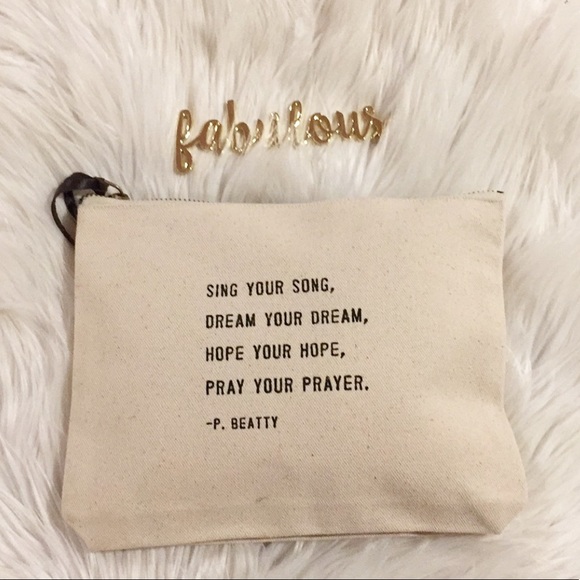 fabulous
SING YOUR SONG,
DREAM YOUR DREAM,
HOPE YOUR HOPE,
PRAY YOUR PRAYER.
-P. BEATTY